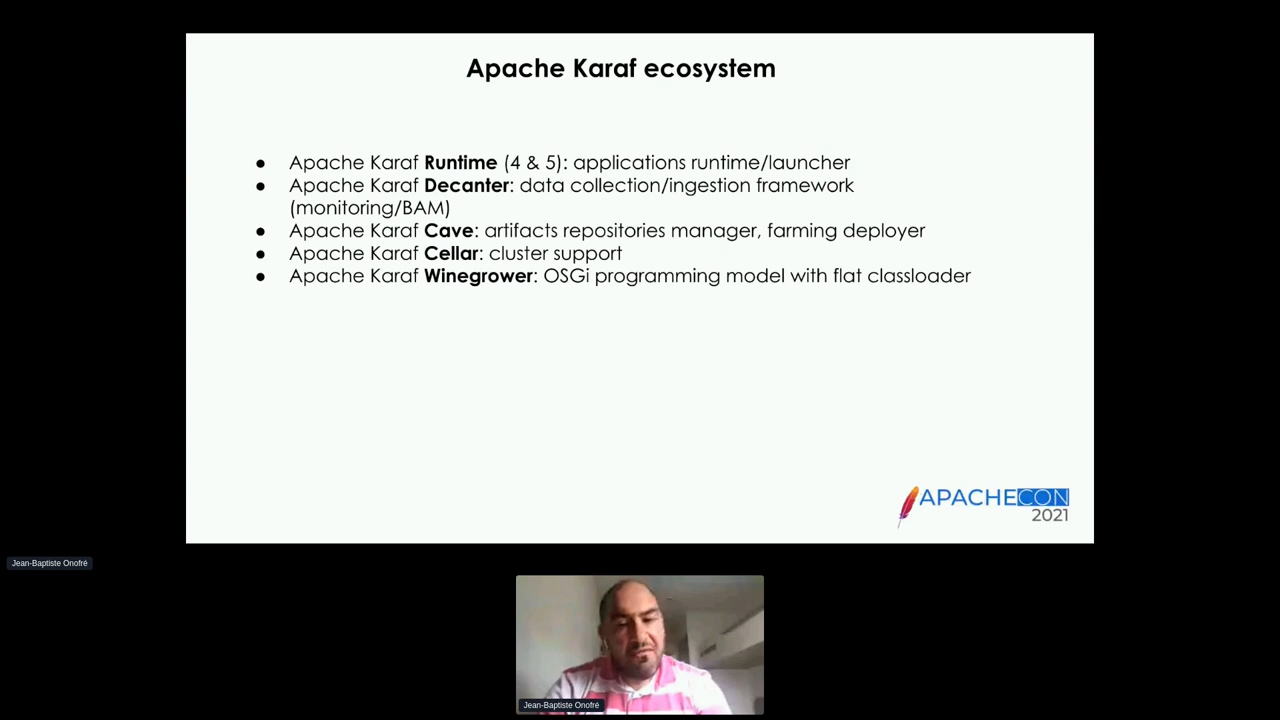 Apache Karaf ecosystem
● Apache Karaf Runtime (4 & 5): applications runtime/launcher
● Apache Karaf Decanter: data collection/ingestion framework
(monitoring/BAM)
● Apache Karaf Cave: artifacts repositories manager, farming deployer
● Apache Karaf Cellar: cluster support
● Apache Karaf Winegrower: OSGi programming model with flat classloader
APACHECON
2021
Jean-Baptiste Onofré
Jean-Baptiste Onofré